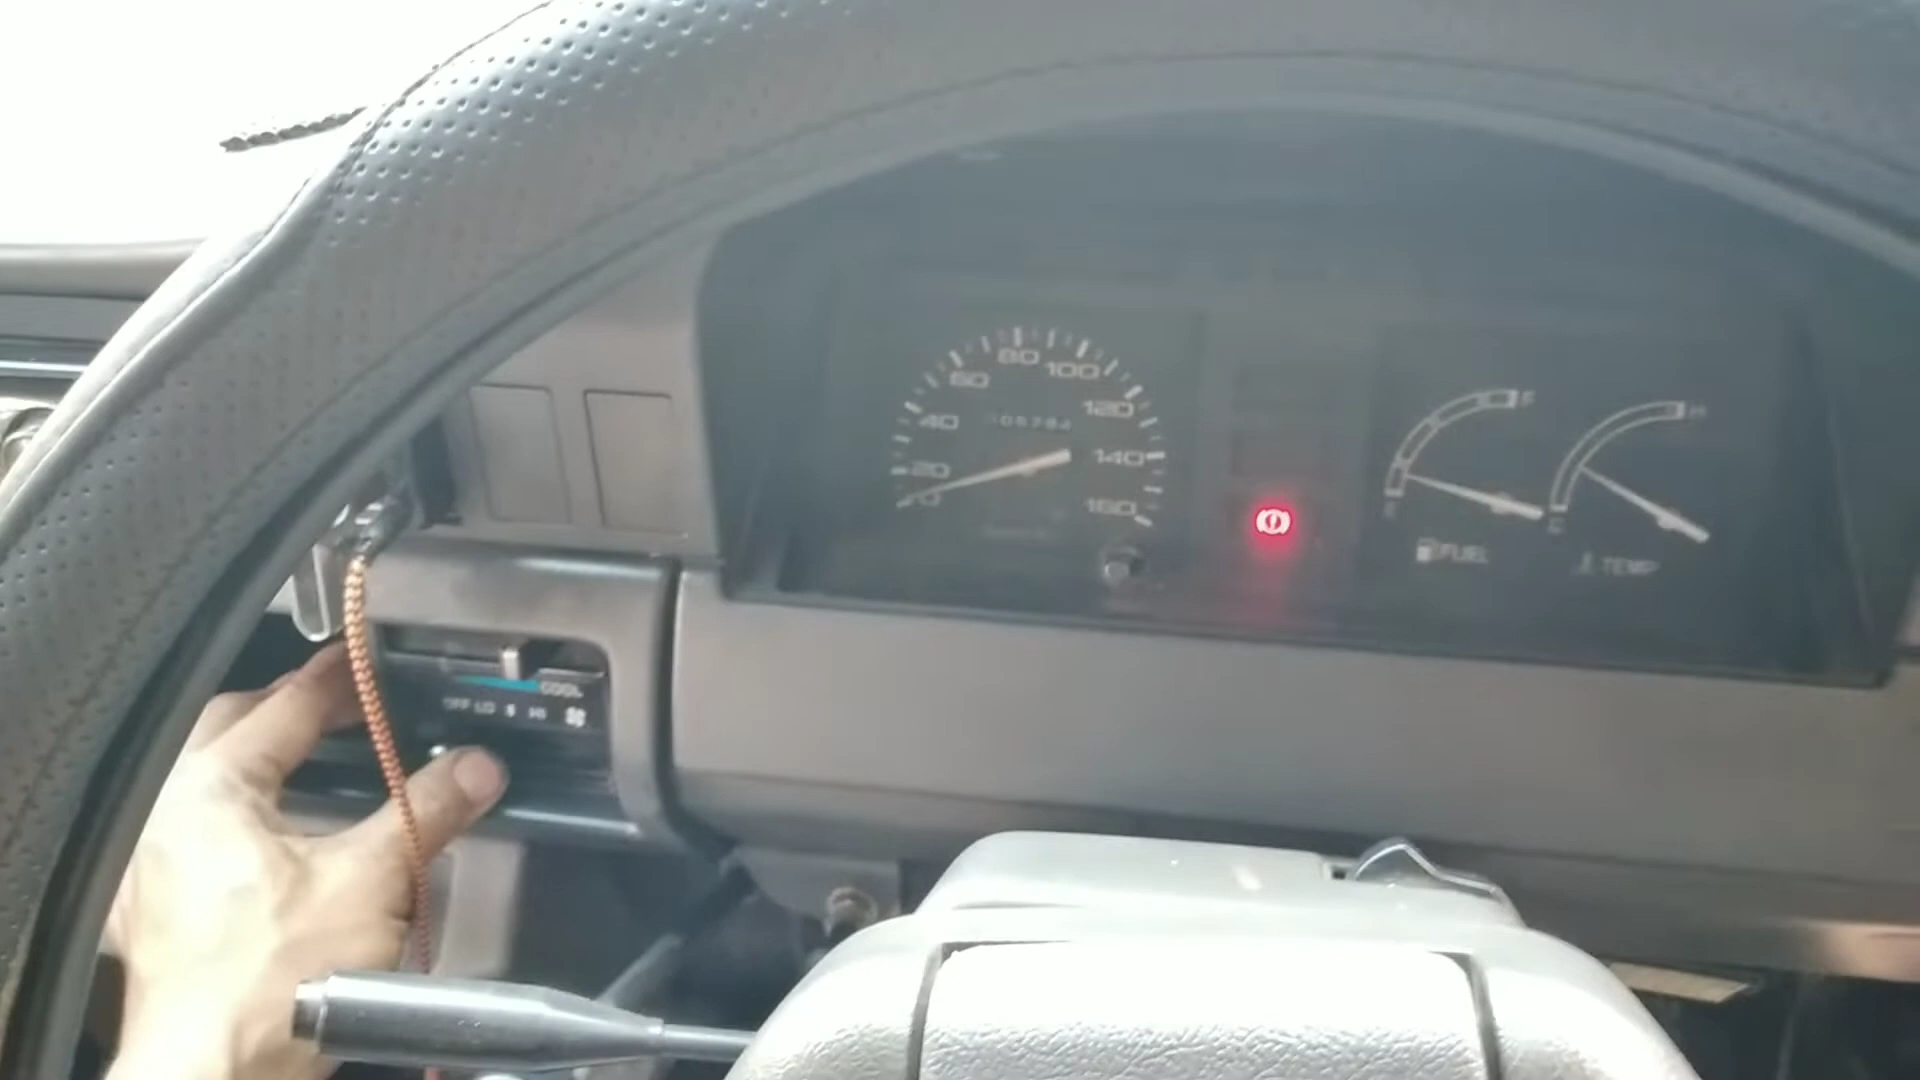 80
60 100
40 120
20 140
0 160
F H
E C
FUEL TEMP
COOL
OFF LO HI